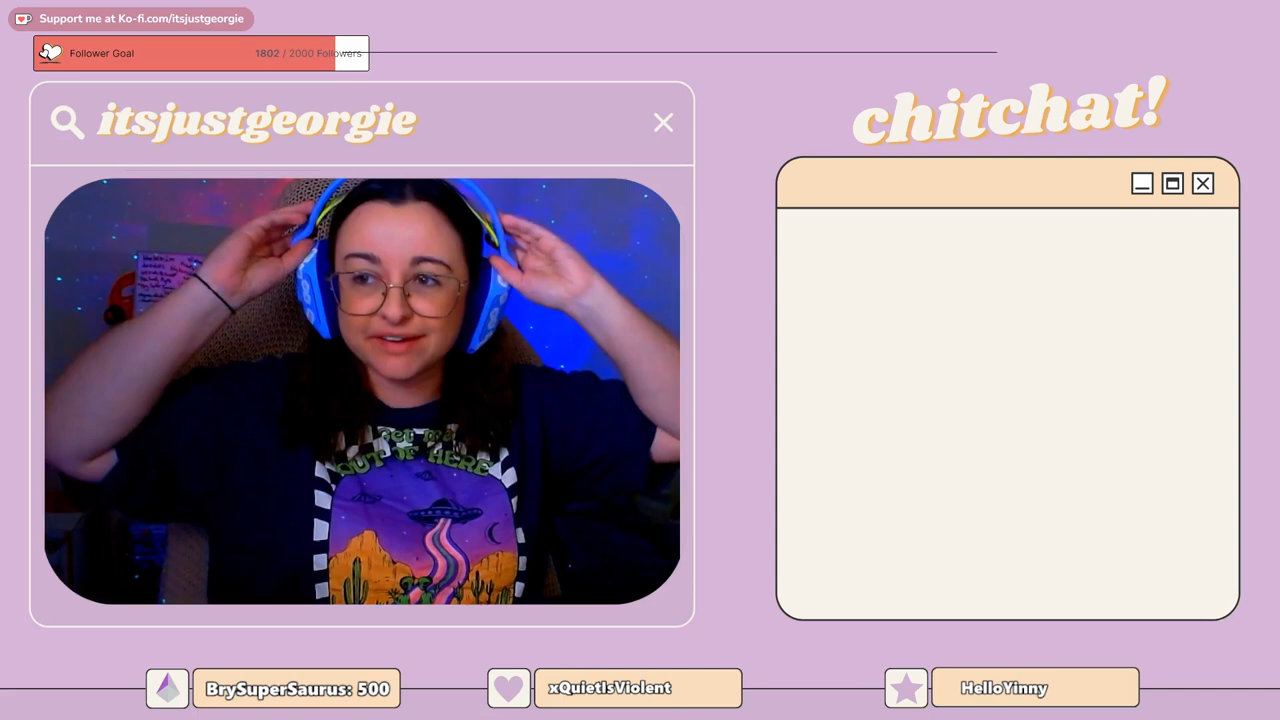 Support me at Ko-fi.com/itsjustgeorgie
Follower Goal 1802 / 2000 Followers
itsjustgeorgie
chitchat!
Get me
OUT OF HERE
BrySuperSaurus: 500
xQuietIsViolent
HelloVinny